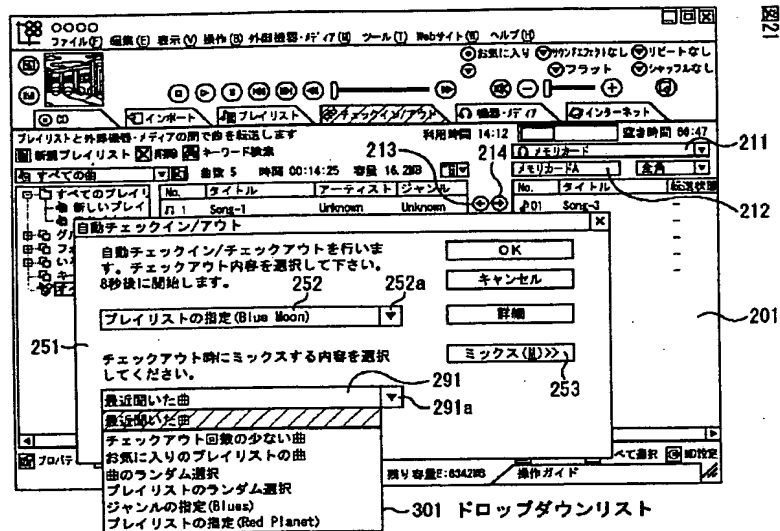 図21
○○○○
ファイル(F) 編集(E) 表示(V) 操作(B) 外部機器・メディア(M) ツール(T) Webサイト(W) ヘルプ(H)
お気に入り サウンドエフェクトなし リピートなし
フラット シャッフルなし
CD インポート プレイリスト チェックイン/アウト 機器・メディア インターネット
プレイリストと外部機器・メディアの間で曲を転送します
利用時間 14:12 空き時間 66:47
211
新規プレイリスト 削除 キーワード検索
213 214
メモリカード
すべての曲 曲数 5 時間 00:14:25 容量 16.2MB
メモリカードA 全角
212
すべてのプレイリ
新しいプレイ
No. タイトル アーティスト ジャンル
1 Song-1 Unknown Unknown
No. タイトル 転送状態
01 Song-3
自動チェックイン/アウト
自動チェックイン/チェックアウトを行いま
す。チェックアウト内容を選択して下さい。
8秒後に開始します。
OK
キャンセル
252 252a
プレイリストの指定(Blue Moon)
詳細
201
251
チェックアウト時にミックスする内容を選択
してください。
ミックス(M)>>>
253
291
最近聞いた曲
291a
最近聞いた曲
チェックアウト回数の少ない曲
お気に入りのプレイリストの曲
曲のランダム選択
プレイリストのランダム選択
ジャンルの指定(Blues)
プレイリストの指定(Red Planet)
プロパテ
べて選択 MD設定
残り容量E:6342MB 操作ガイド
301 ドロップダウンリスト